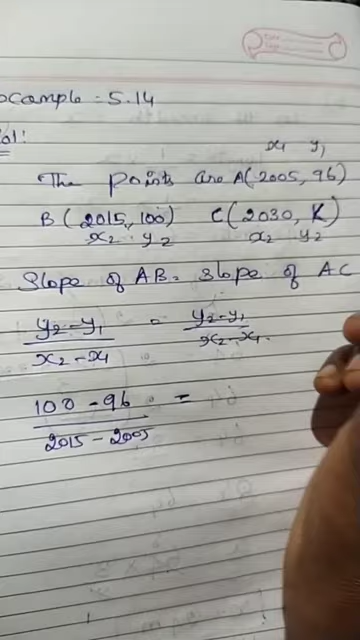 Example = 5.14
Sol:
x₁ y₁
The points are A(2005, 96)
B (2015, 100) C(2030, K)
x₂ y₂ x₂ y₂
Slope of AB = slope of AC
y₂-y₁ / x₂-x₁ = y₂-y₁ / x₂-x₁
100 - 96 / 2015 - 2005 =